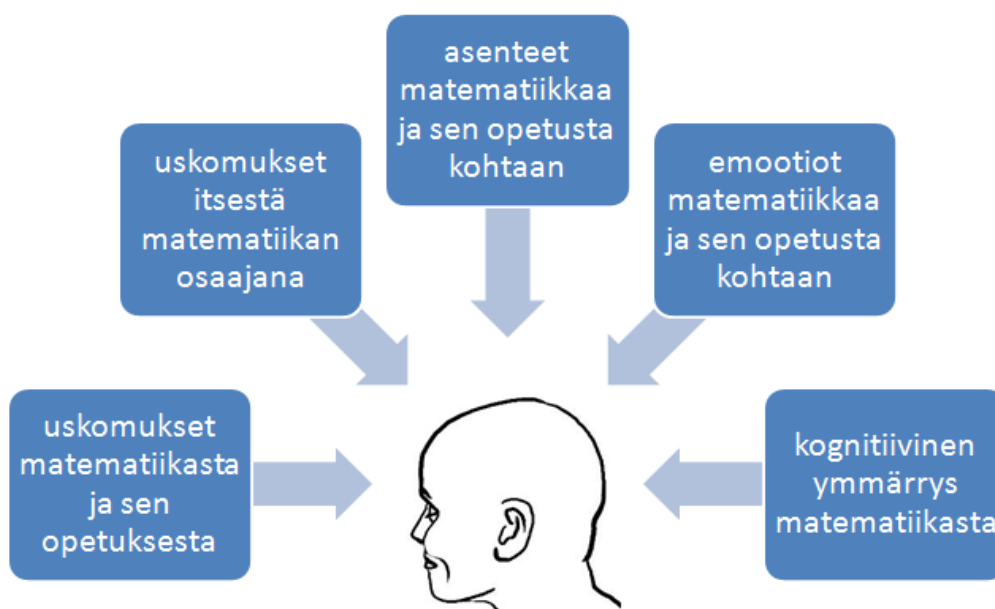 asenteet
matematiikkaa
ja sen opetusta
kohtaan
uskomukset
itsestä
matematiikan
osaajana
emootiot
matematiikkaa
ja sen opetusta
kohtaan
uskomukset
matematiikasta
ja sen
opetuksesta
kognitiivinen
ymmärrys
matematiikasta